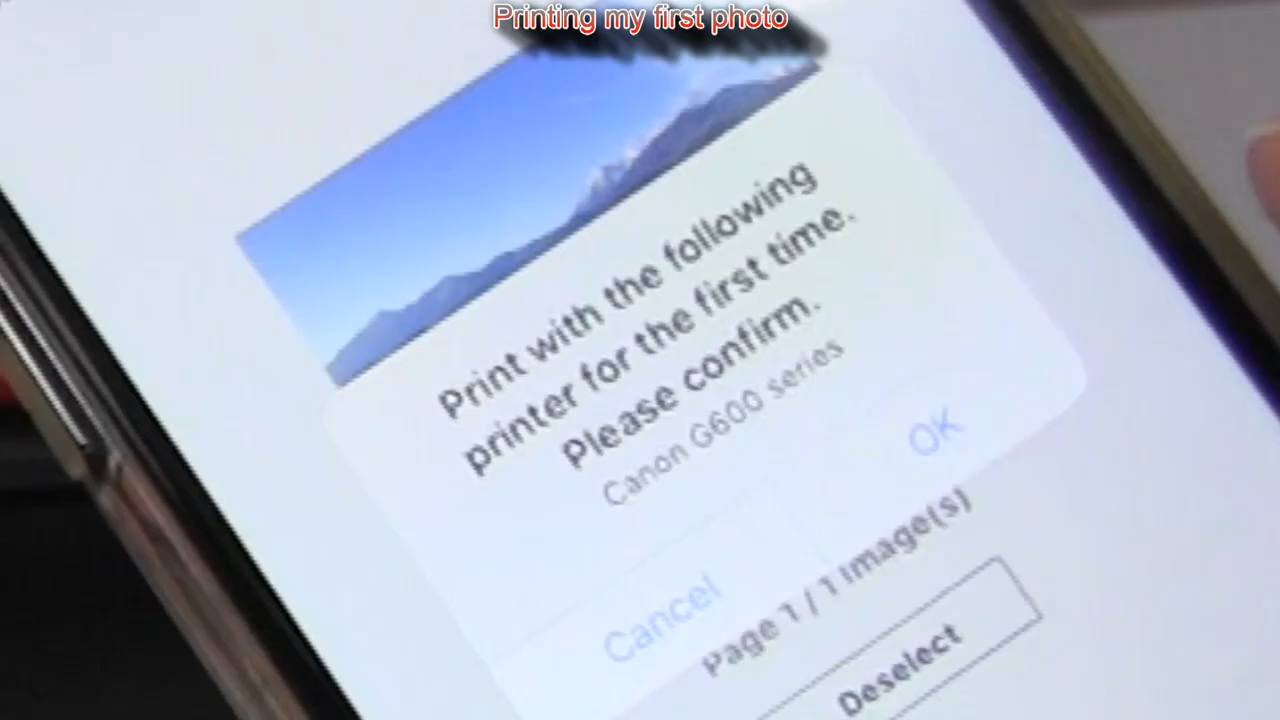 Printing my first photo
Print with the following
printer for the first time.
Please confirm.
Canon G600 series
Cancel
OK
Page 1 / 1 Image(s)
Deselect